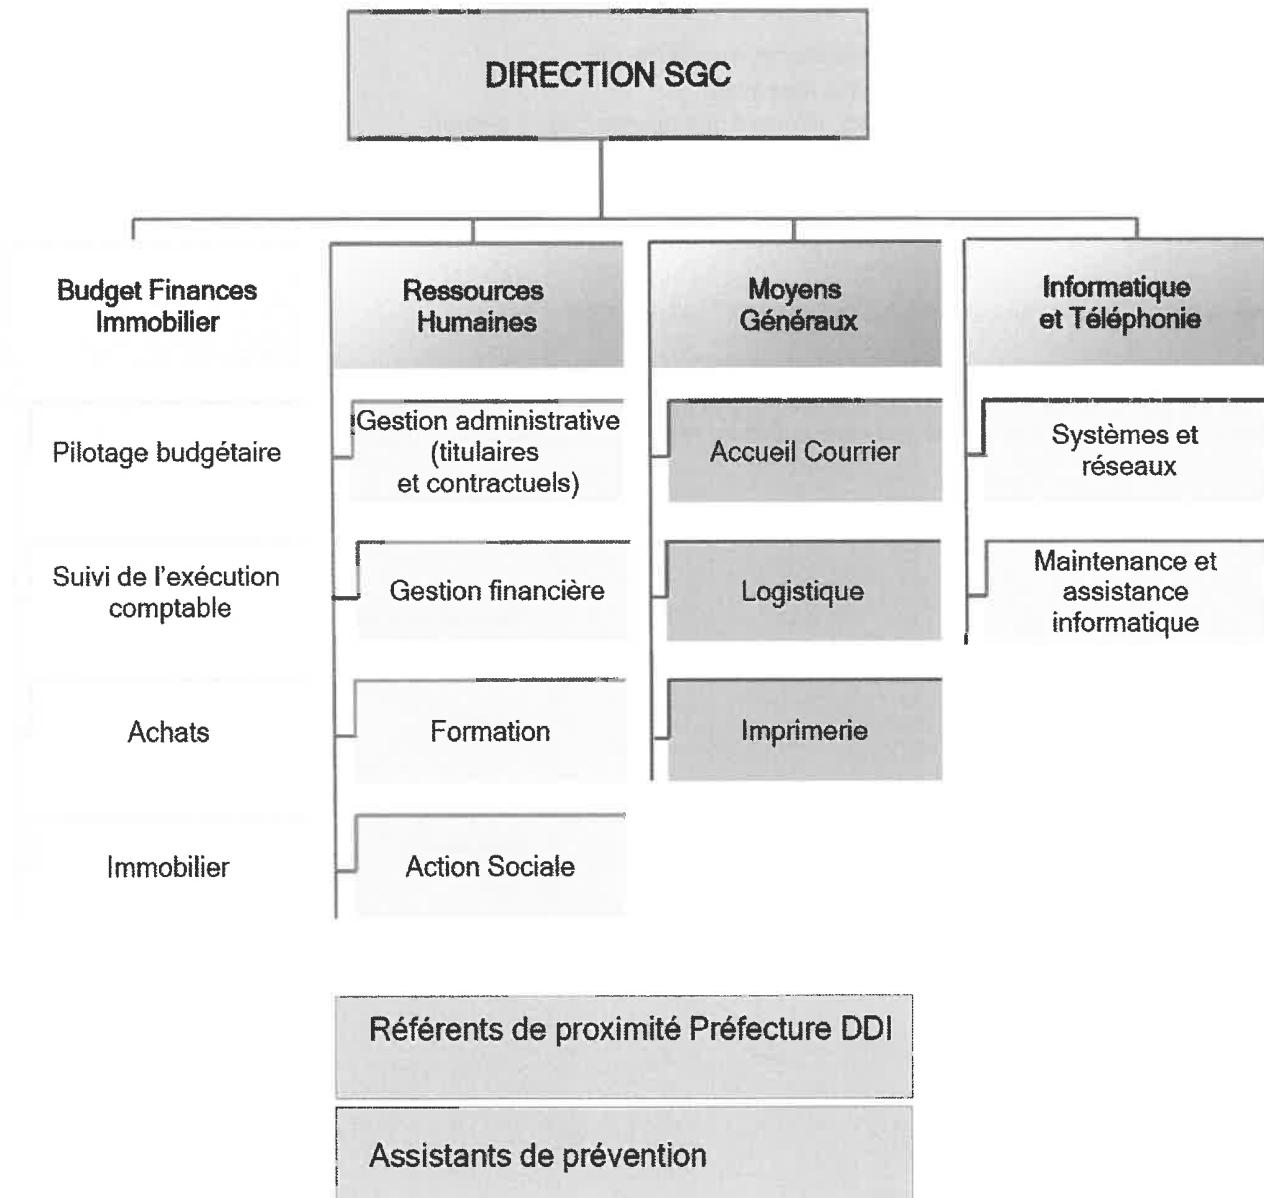 DIRECTION SGC
Budget Finances
Immobilier
Pilotage budgétaire
Suivi de l'exécution
comptable
Achats
Immobilier
Ressources
Humaines
Gestion administrative
(titulaires
et contractuels)
Gestion financière
Formation
Action Sociale
Moyens
Généraux
Accueil Courrier
Logistique
Imprimerie
Informatique
et Téléphonie
Systèmes et
réseaux
Maintenance et
assistance
informatique
Référents de proximité Préfecture DDI
Assistants de prévention